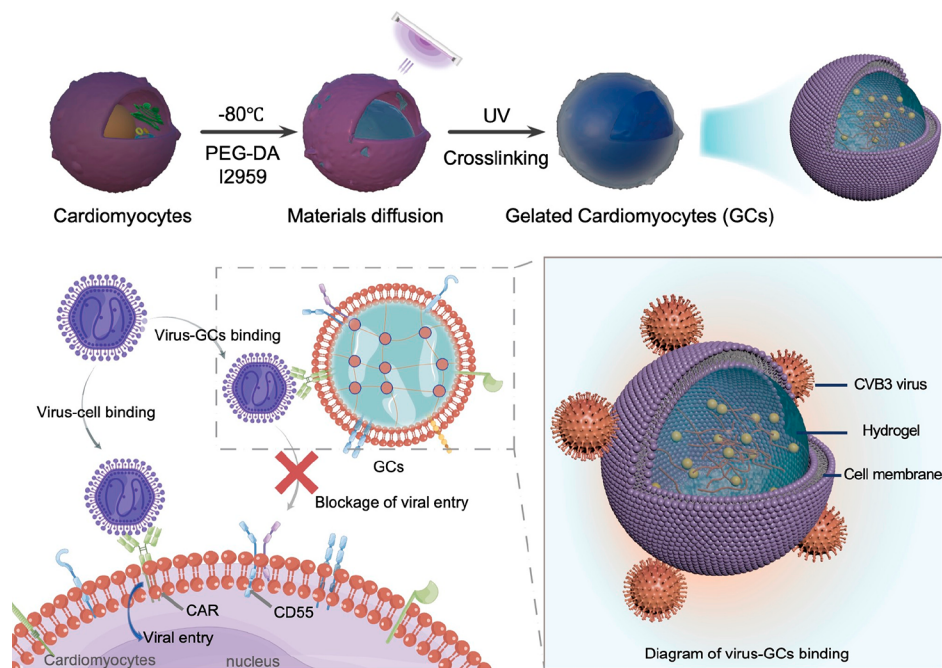 -80℃
PEG-DA
I2959
UV
Crosslinking
Cardiomyocytes
Materials diffusion
Gelated Cardiomyocytes (GCs)
Virus-GCs binding
Virus-cell binding
GCs
Blockage of viral entry
CAR
CD55
Viral entry
Cardiomyocytes
nucleus
CVB3 virus
Hydrogel
Cell membrane
Diagram of virus-GCs binding